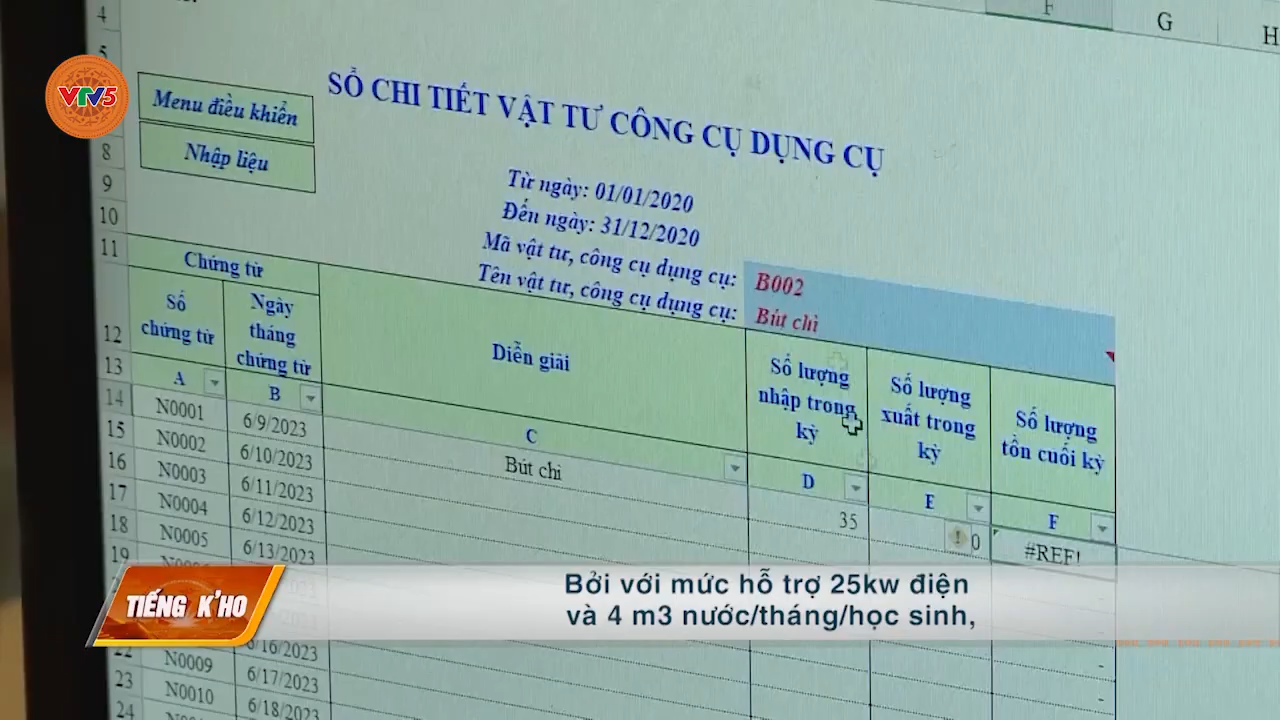 4
F
G
H
5
VTV5
Menu điều khiển
SỔ CHI TIẾT VẬT TƯ CÔNG CỤ DỤNG CỤ
8
Nhập liệu
9
Từ ngày: 01/01/2020
10
Đến ngày: 31/12/2020
11
Mã vật tư, công cụ dụng cụ: B002
Tên vật tư, công cụ dụng cụ: Bút chì
Chứng từ
12
Số
chứng từ
Ngày
tháng
chứng từ
Diễn giải
Số lượng
nhập trong
kỳ
Số lượng
xuất trong
kỳ
Số lượng
tồn cuối kỳ
13
A
B
C
D
E
F
14
N0001
6/9/2023
Bút chì
35
0
#REF!
15
N0002
6/10/2023
16
N0003
6/11/2023
17
N0004
6/12/2023
18
N0005
6/13/2023
19
TIẾNG K'HO
Bởi với mức hỗ trợ 25kw điện
và 4 m3 nước/tháng/học sinh,
22
6/16/2023
N0009
6/17/2023
23
N0010
6/18/2023
24